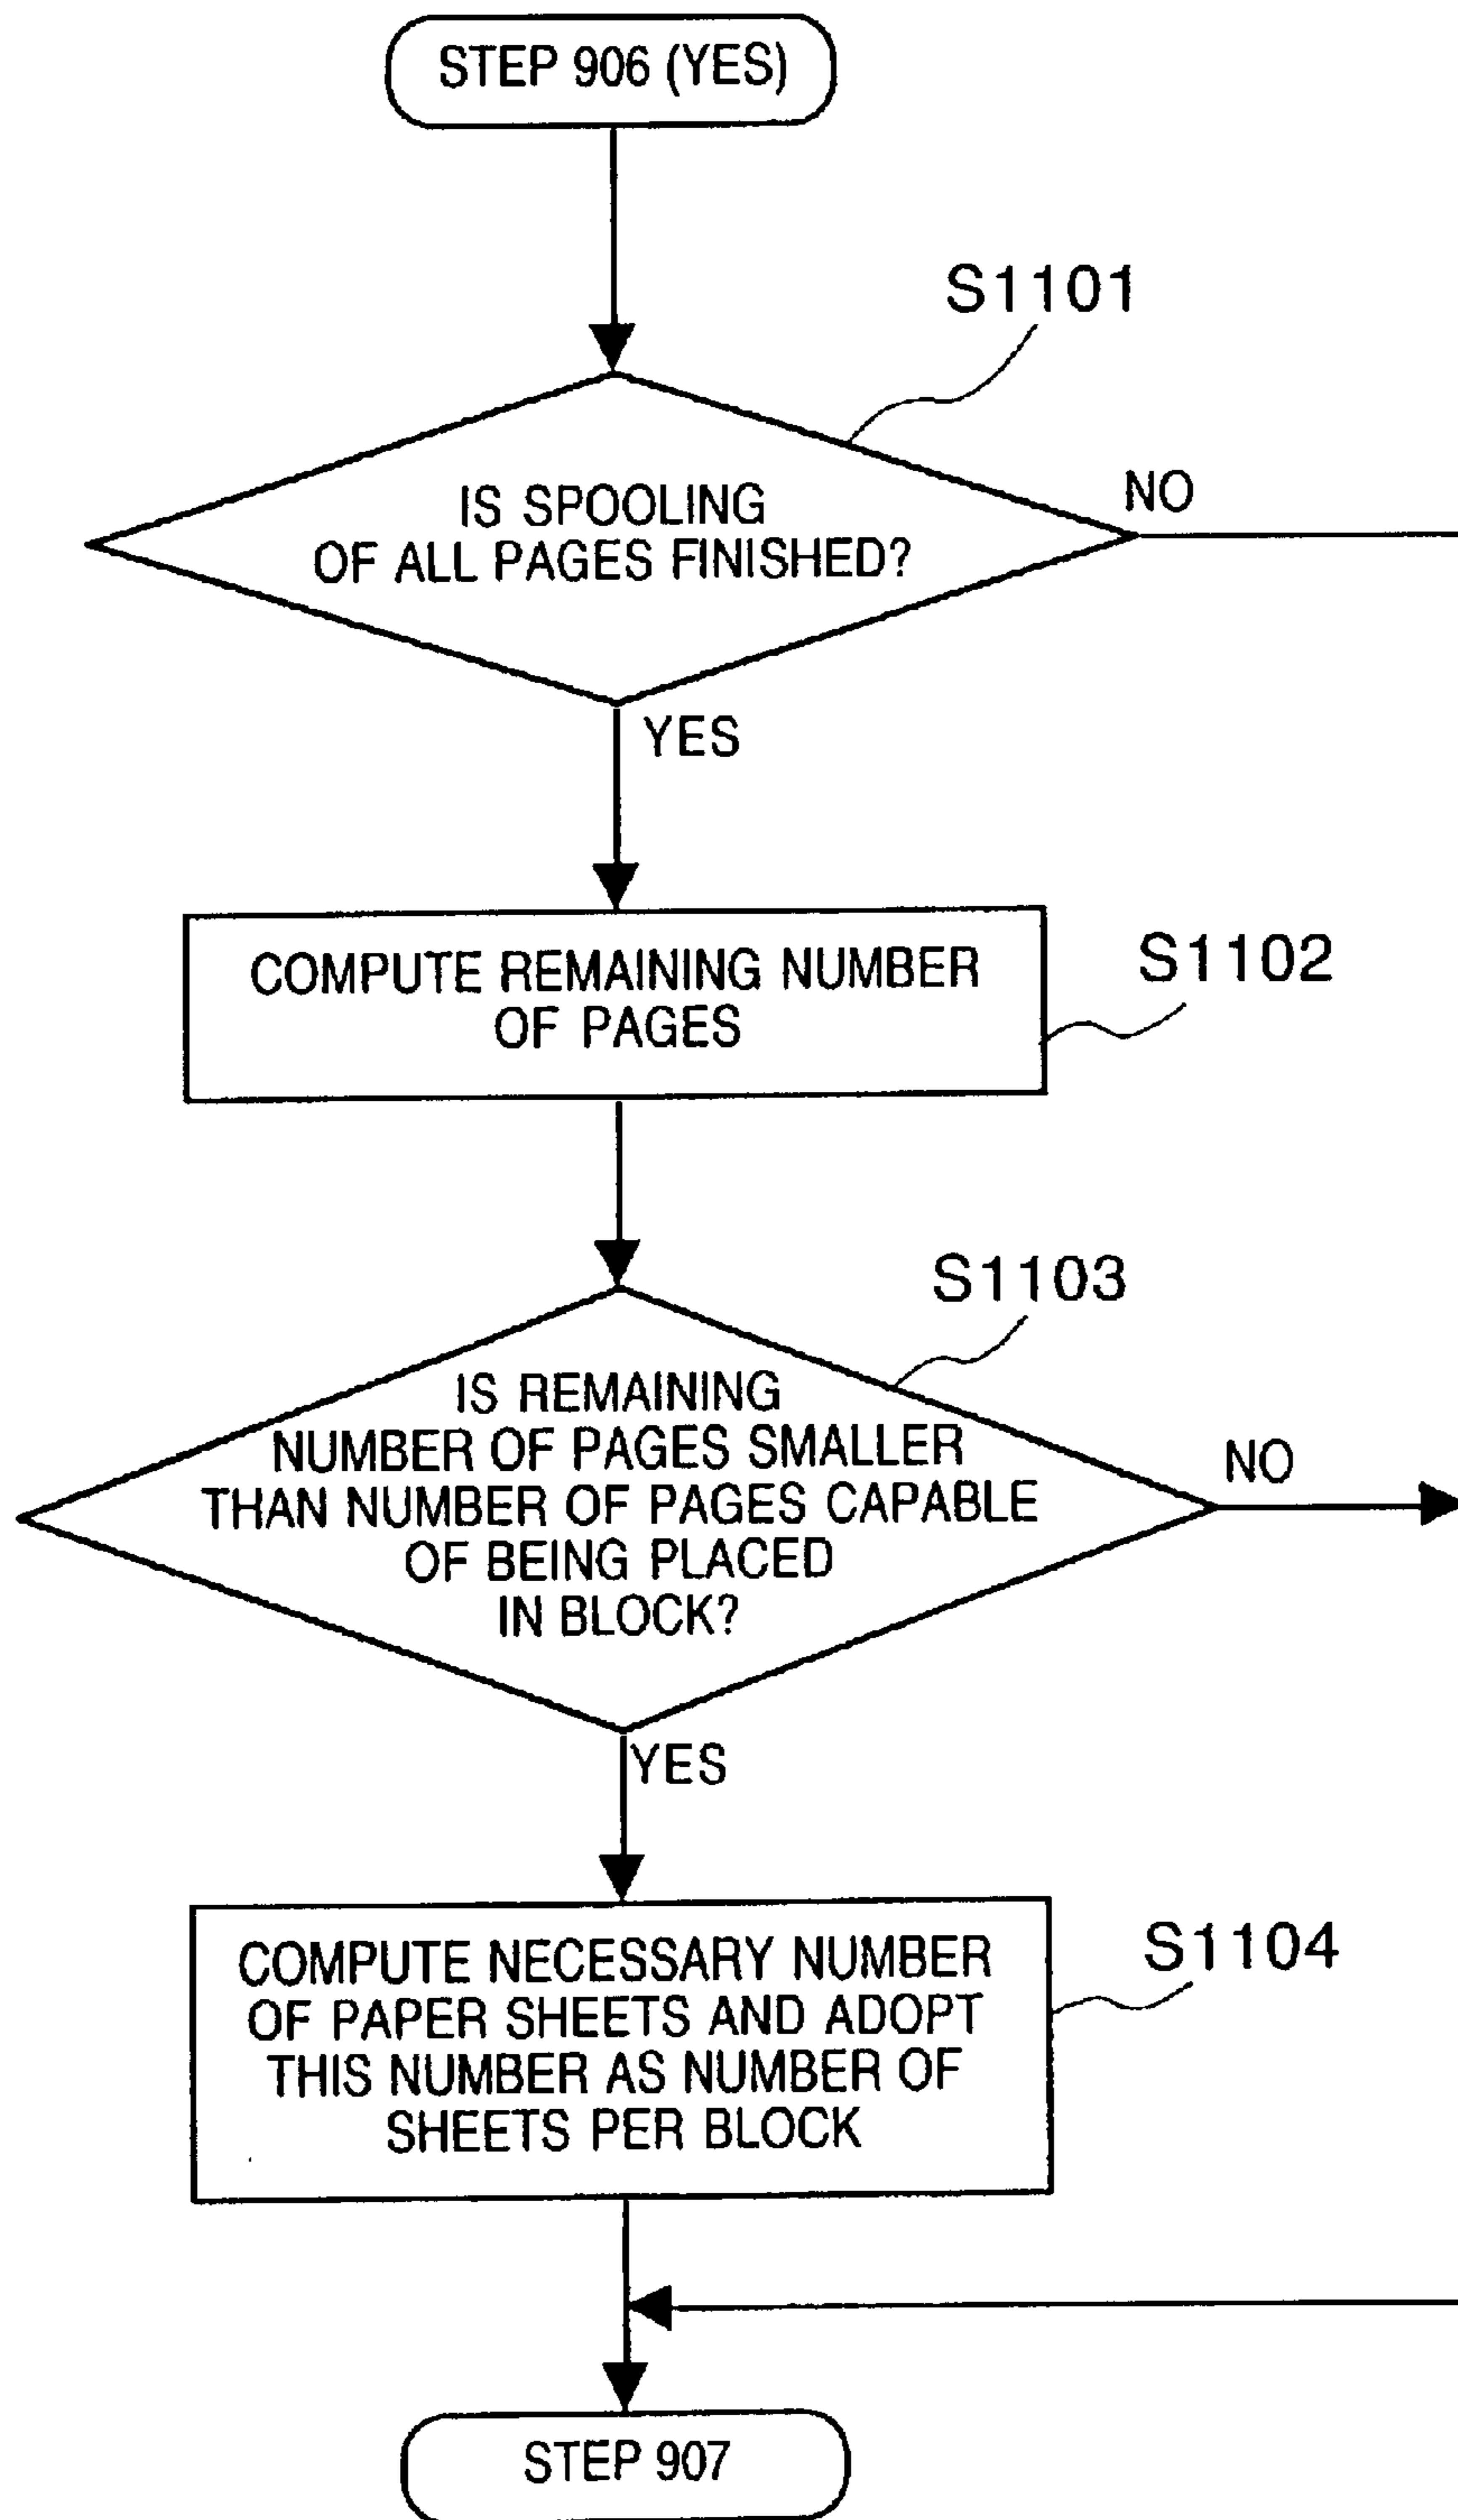 STEP 906 (YES)
S1101
IS SPOOLING
OF ALL PAGES FINISHED?
NO
YES
COMPUTE REMAINING NUMBER
OF PAGES
S1102
S1103
IS REMAINING
NUMBER OF PAGES SMALLER
THAN NUMBER OF PAGES CAPABLE
OF BEING PLACED
IN BLOCK?
NO
YES
COMPUTE NECESSARY NUMBER
OF PAPER SHEETS AND ADOPT
THIS NUMBER AS NUMBER OF
SHEETS PER BLOCK
S1104
STEP 907